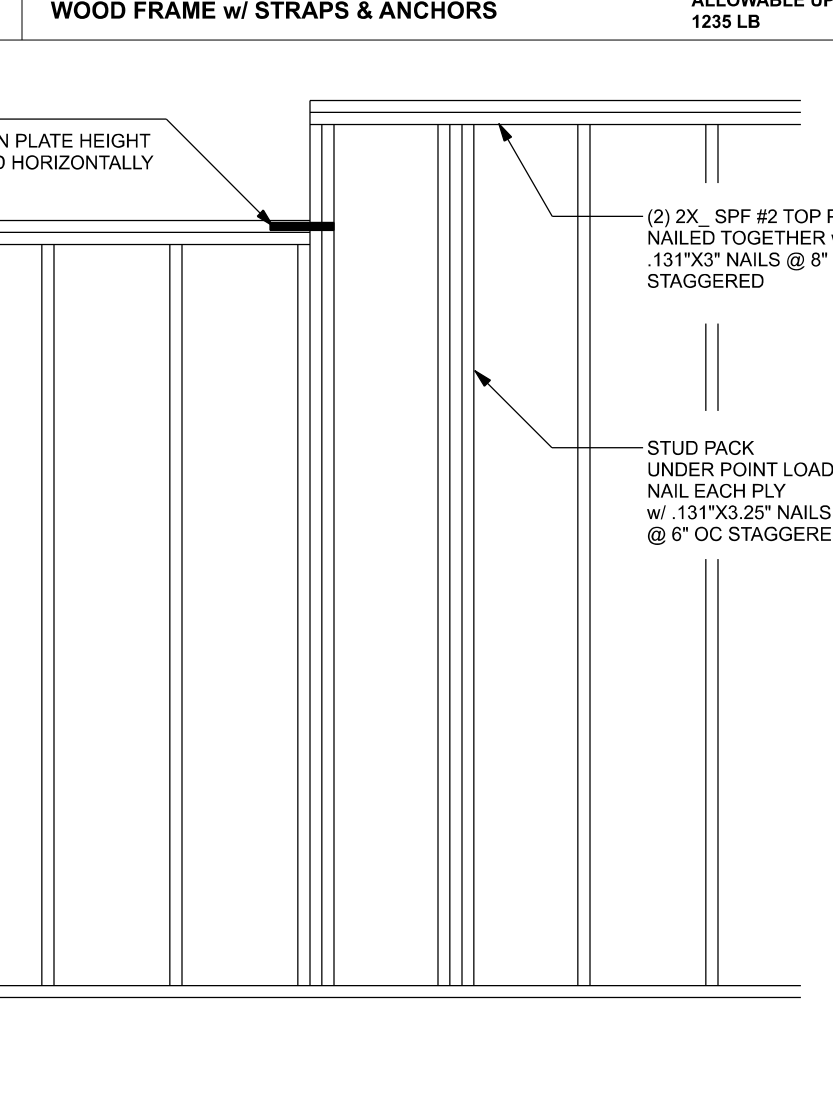 WOOD FRAME w/ STRAPS & ANCHORS
ALLOWABLE
1235 LB
PLATE HEIGHT
HORIZONTALLY
(2) 2X_ SPF #2 TOP
NAILED TOGETHER
.131"X3" NAILS @ 8"
STAGGERED
STUD PACK
UNDER POINT LOAD
NAIL EACH PLY
w/ .131"X3.25" NAILS
@ 6" OC